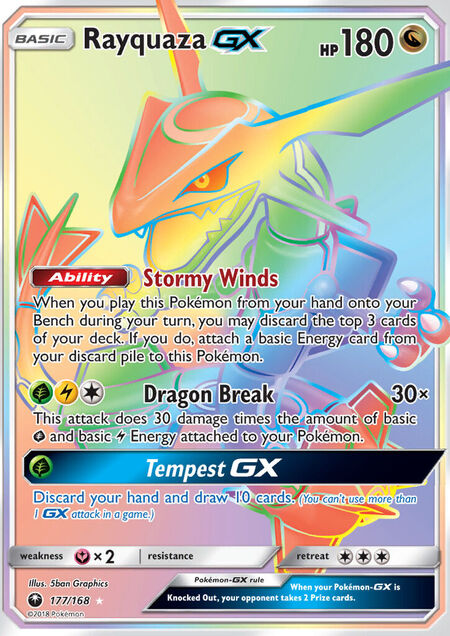 BASIC Rayquaza GX HP 180
Ability Stormy Winds
When you play this Pokémon from your hand onto your
Bench during your turn, you may discard the top 3 cards
of your deck. If you do, attach a basic Energy card from
your discard pile to this Pokémon.
Dragon Break 30×
This attack does 30 damage times the amount of basic
and basic Energy attached to your Pokémon.
Tempest GX
Discard your hand and draw 10 cards. (You can't use more than
1 GX attack in a game.)
weakness ×2 resistance retreat
Illus. 5ban Graphics
Pokémon-GX rule
When your Pokémon-GX is
Knocked Out, your opponent takes 2 Prize cards.
177/168
©2018 Pokémon